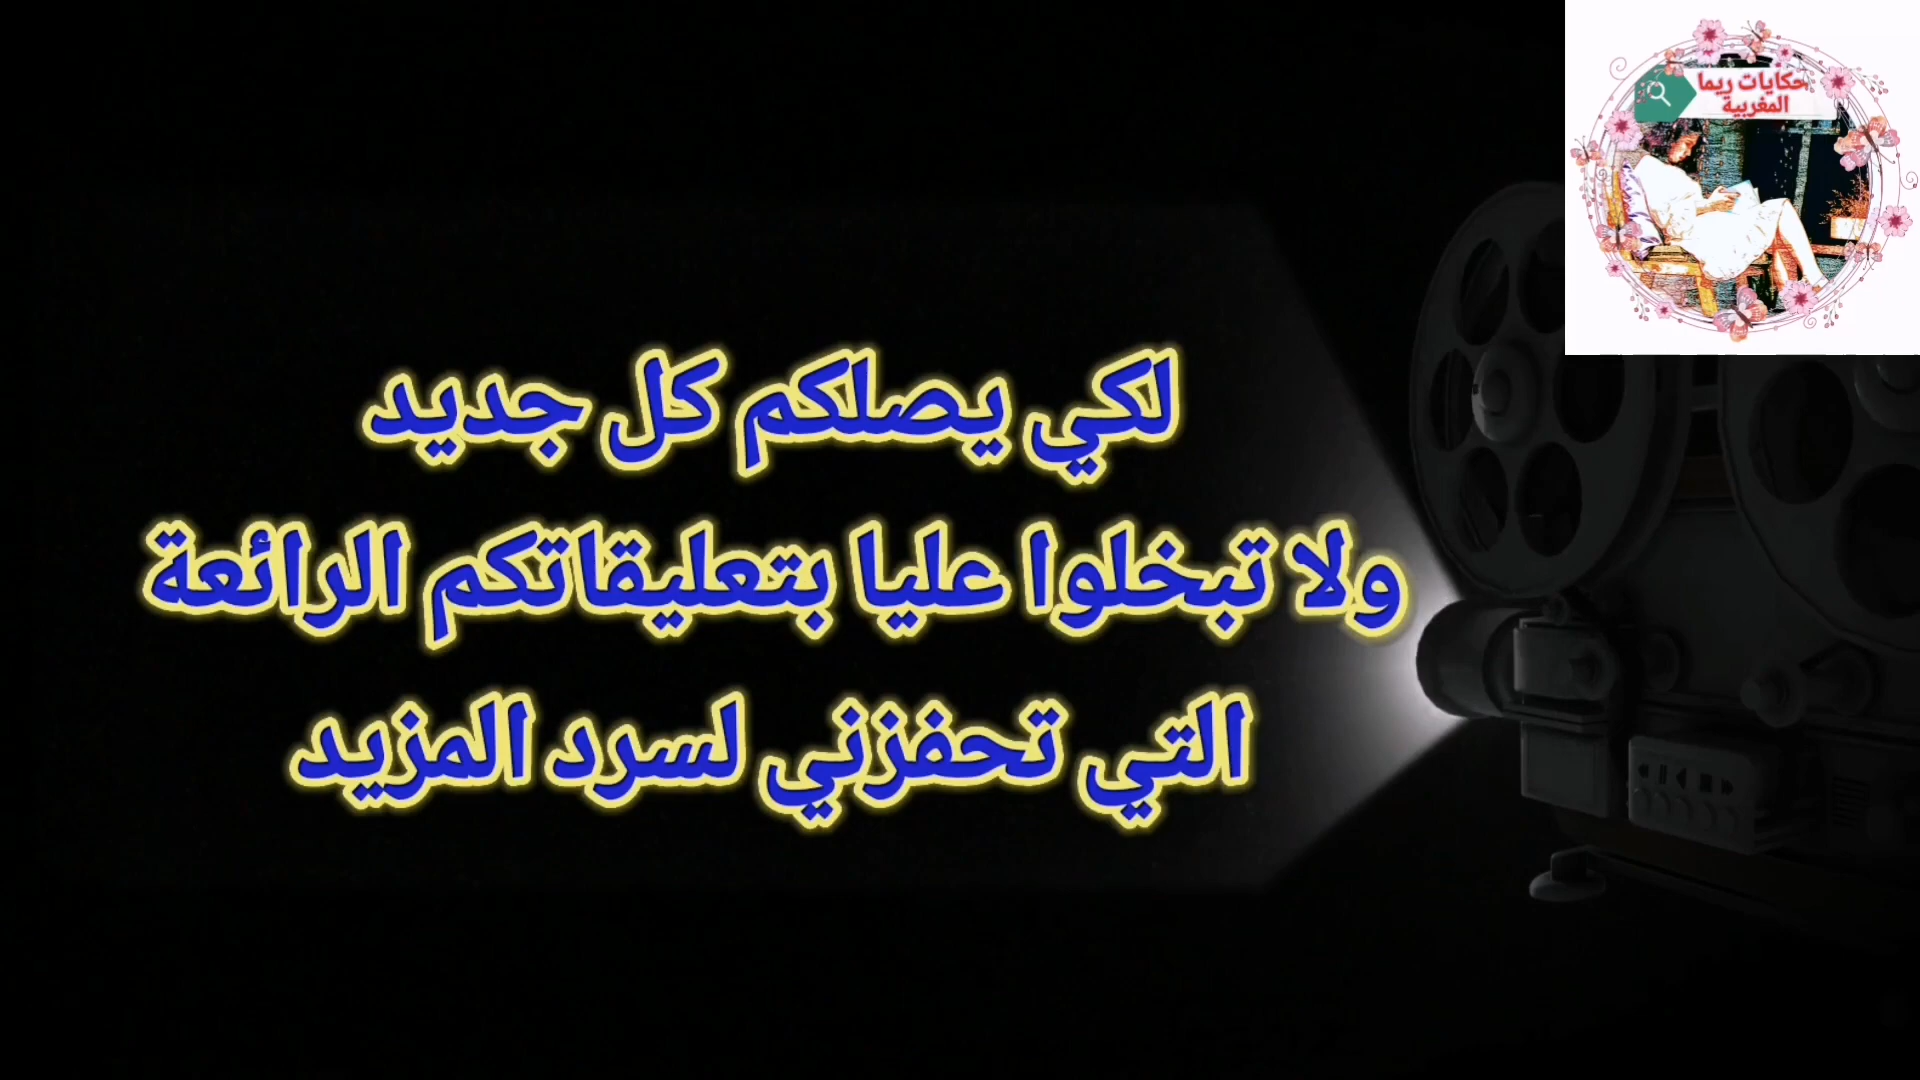 حكايات ريما
المغربية
لكي يصلكم كل جديد
ولا تبخلوا عليا بتعليقاتكم الرائعة
التي تحفزني لسرد المزيد